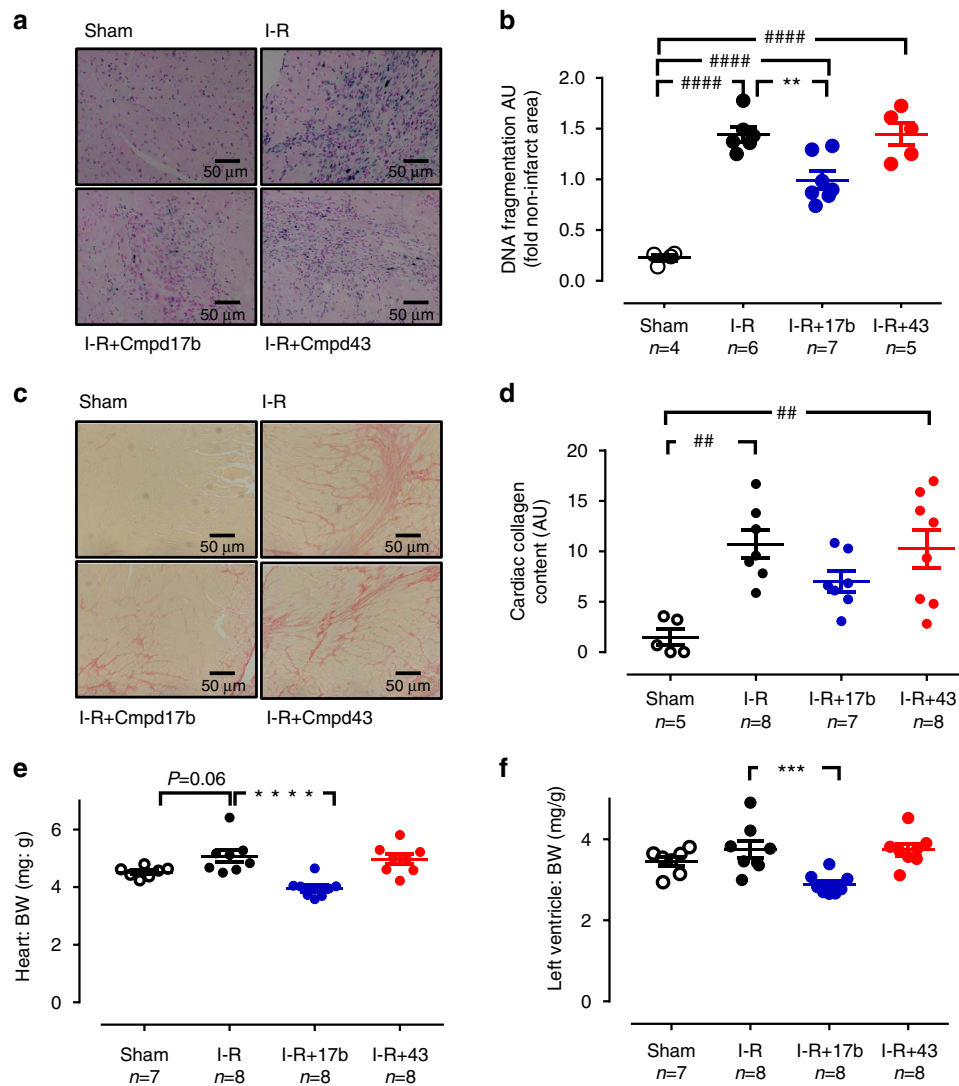 a
Sham
I-R
50 µm
50 µm
50 µm
50 µm
I-R+Cmpd17b
I-R+Cmpd43
b
####
####
####
**
DNA fragmentation AU
(fold non-infarct area)
2.0
1.5
1.0
0.5
0.0
Sham
I-R
I-R+17b
I-R+43
n=4
n=6
n=7
n=5
c
Sham
I-R
50 µm
50 µm
50 µm
50 µm
I-R+Cmpd17b
I-R+Cmpd43
d
##
##
Cardiac collagen
content (AU)
20
15
10
5
0
Sham
I-R
I-R+17b
I-R+43
n=5
n=8
n=7
n=8
e
P=0.06
* * * *
Heart: BW (mg: g)
6
4
2
0
Sham
I-R
I-R+17b
I-R+43
n=7
n=8
n=8
n=8
f
***
Left ventricle: BW (mg/g)
4
2
0
Sham
I-R
I-R+17b
I-R+43
n=7
n=8
n=8
n=8